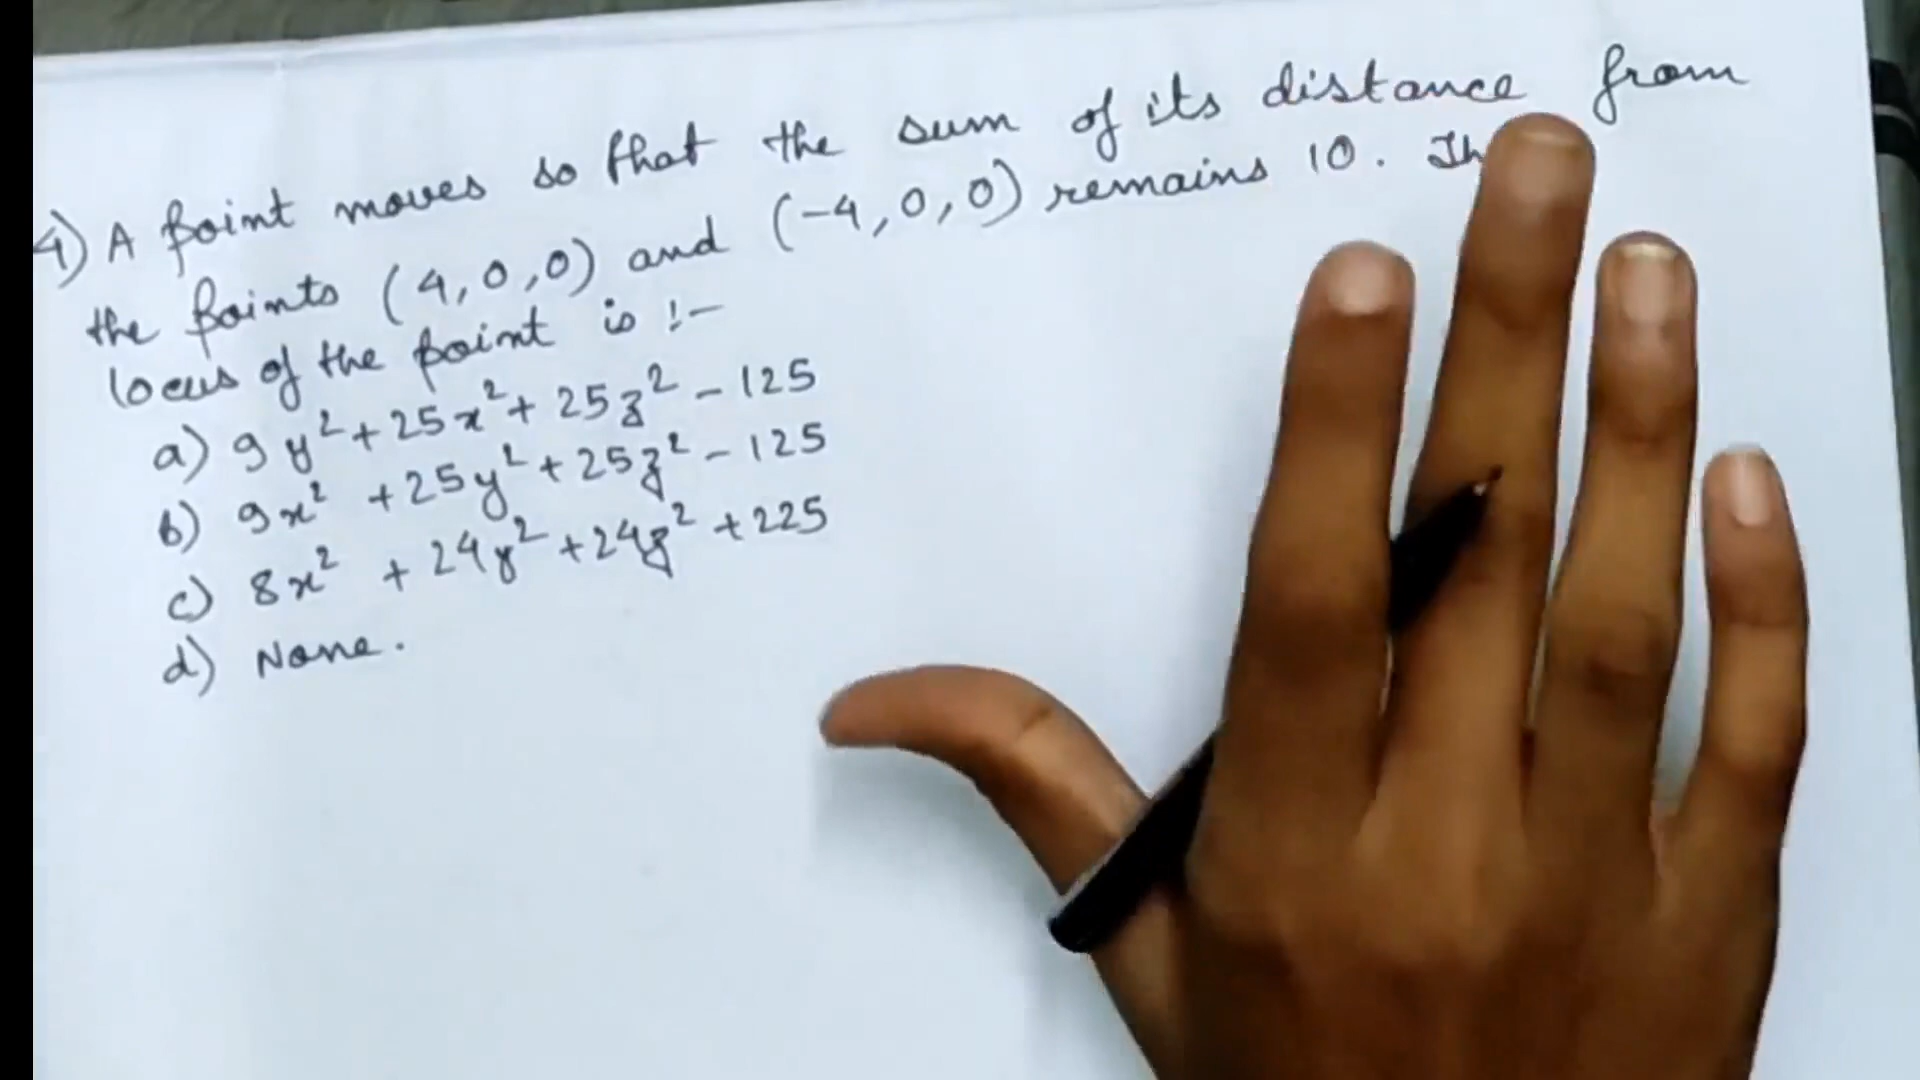 4) A point moves so that the sum of its distance from
the points (4,0,0) and (-4,0,0) remains 10. Th
locus of the point is :-
a) 9y² + 25x² + 25z² - 125
b) 9x² + 25y² + 25z² - 125
c) 8x² + 24y² + 24z² + 225
d) None.